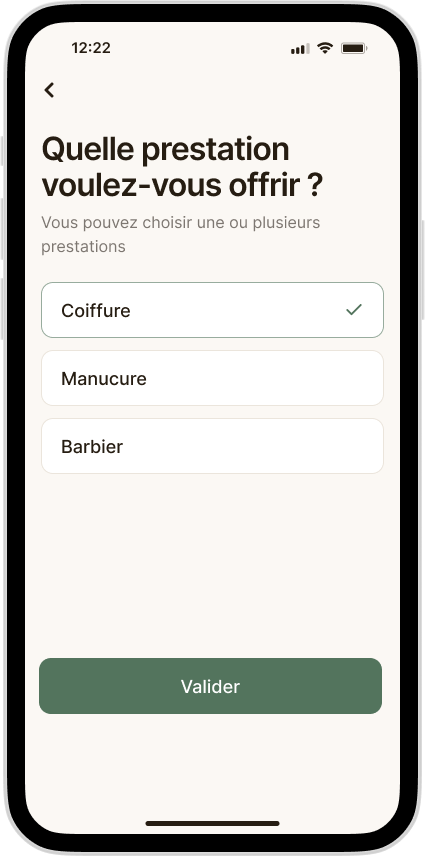 12:22
Quelle prestation
voulez-vous offrir ?
Vous pouvez choisir une ou plusieurs
prestations
Coiffure
Manucure
Barbier
Valider